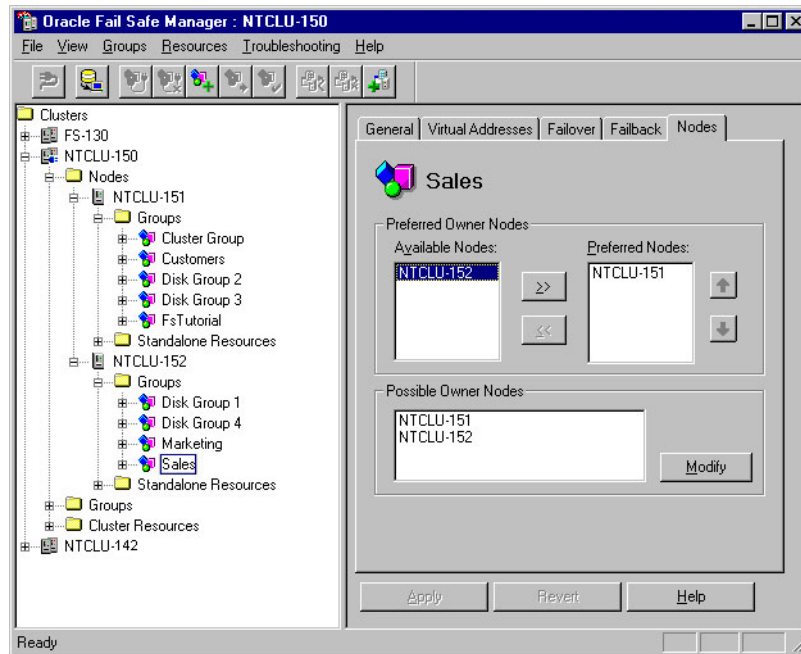 Oracle Fail Safe Manager : NTCLU-150
File View Groups Resources Troubleshooting Help
Clusters
FS-130
NTCLU-150
Nodes
NTCLU-151
Groups
Cluster Group
Customers
Disk Group 2
Disk Group 3
FsTutorial
Standalone Resources
NTCLU-152
Groups
Disk Group 1
Disk Group 4
Marketing
Sales
Standalone Resources
Groups
Cluster Resources
NTCLU-142
General Virtual Addresses Failover Failback Nodes
Sales
Preferred Owner Nodes
Available Nodes: Preferred Nodes:
NTCLU-152 NTCLU-151
>>
<<
Possible Owner Nodes
NTCLU-151
NTCLU-152
Modify
Apply Revert Help
Ready